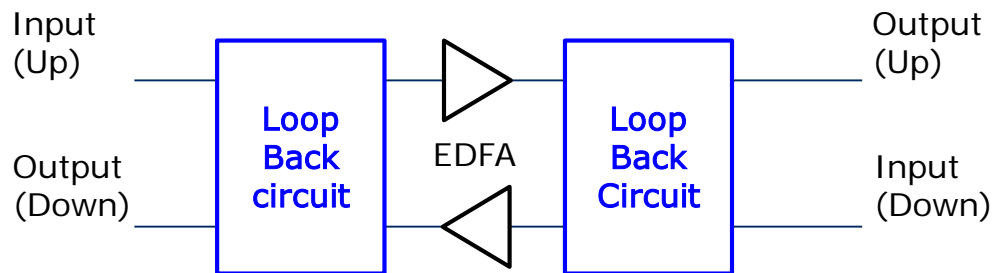 Input
(Up)
Output
(Up)
Loop
Back
circuit
EDFA
Loop
Back
Circuit
Output
(Down)
Input
(Down)